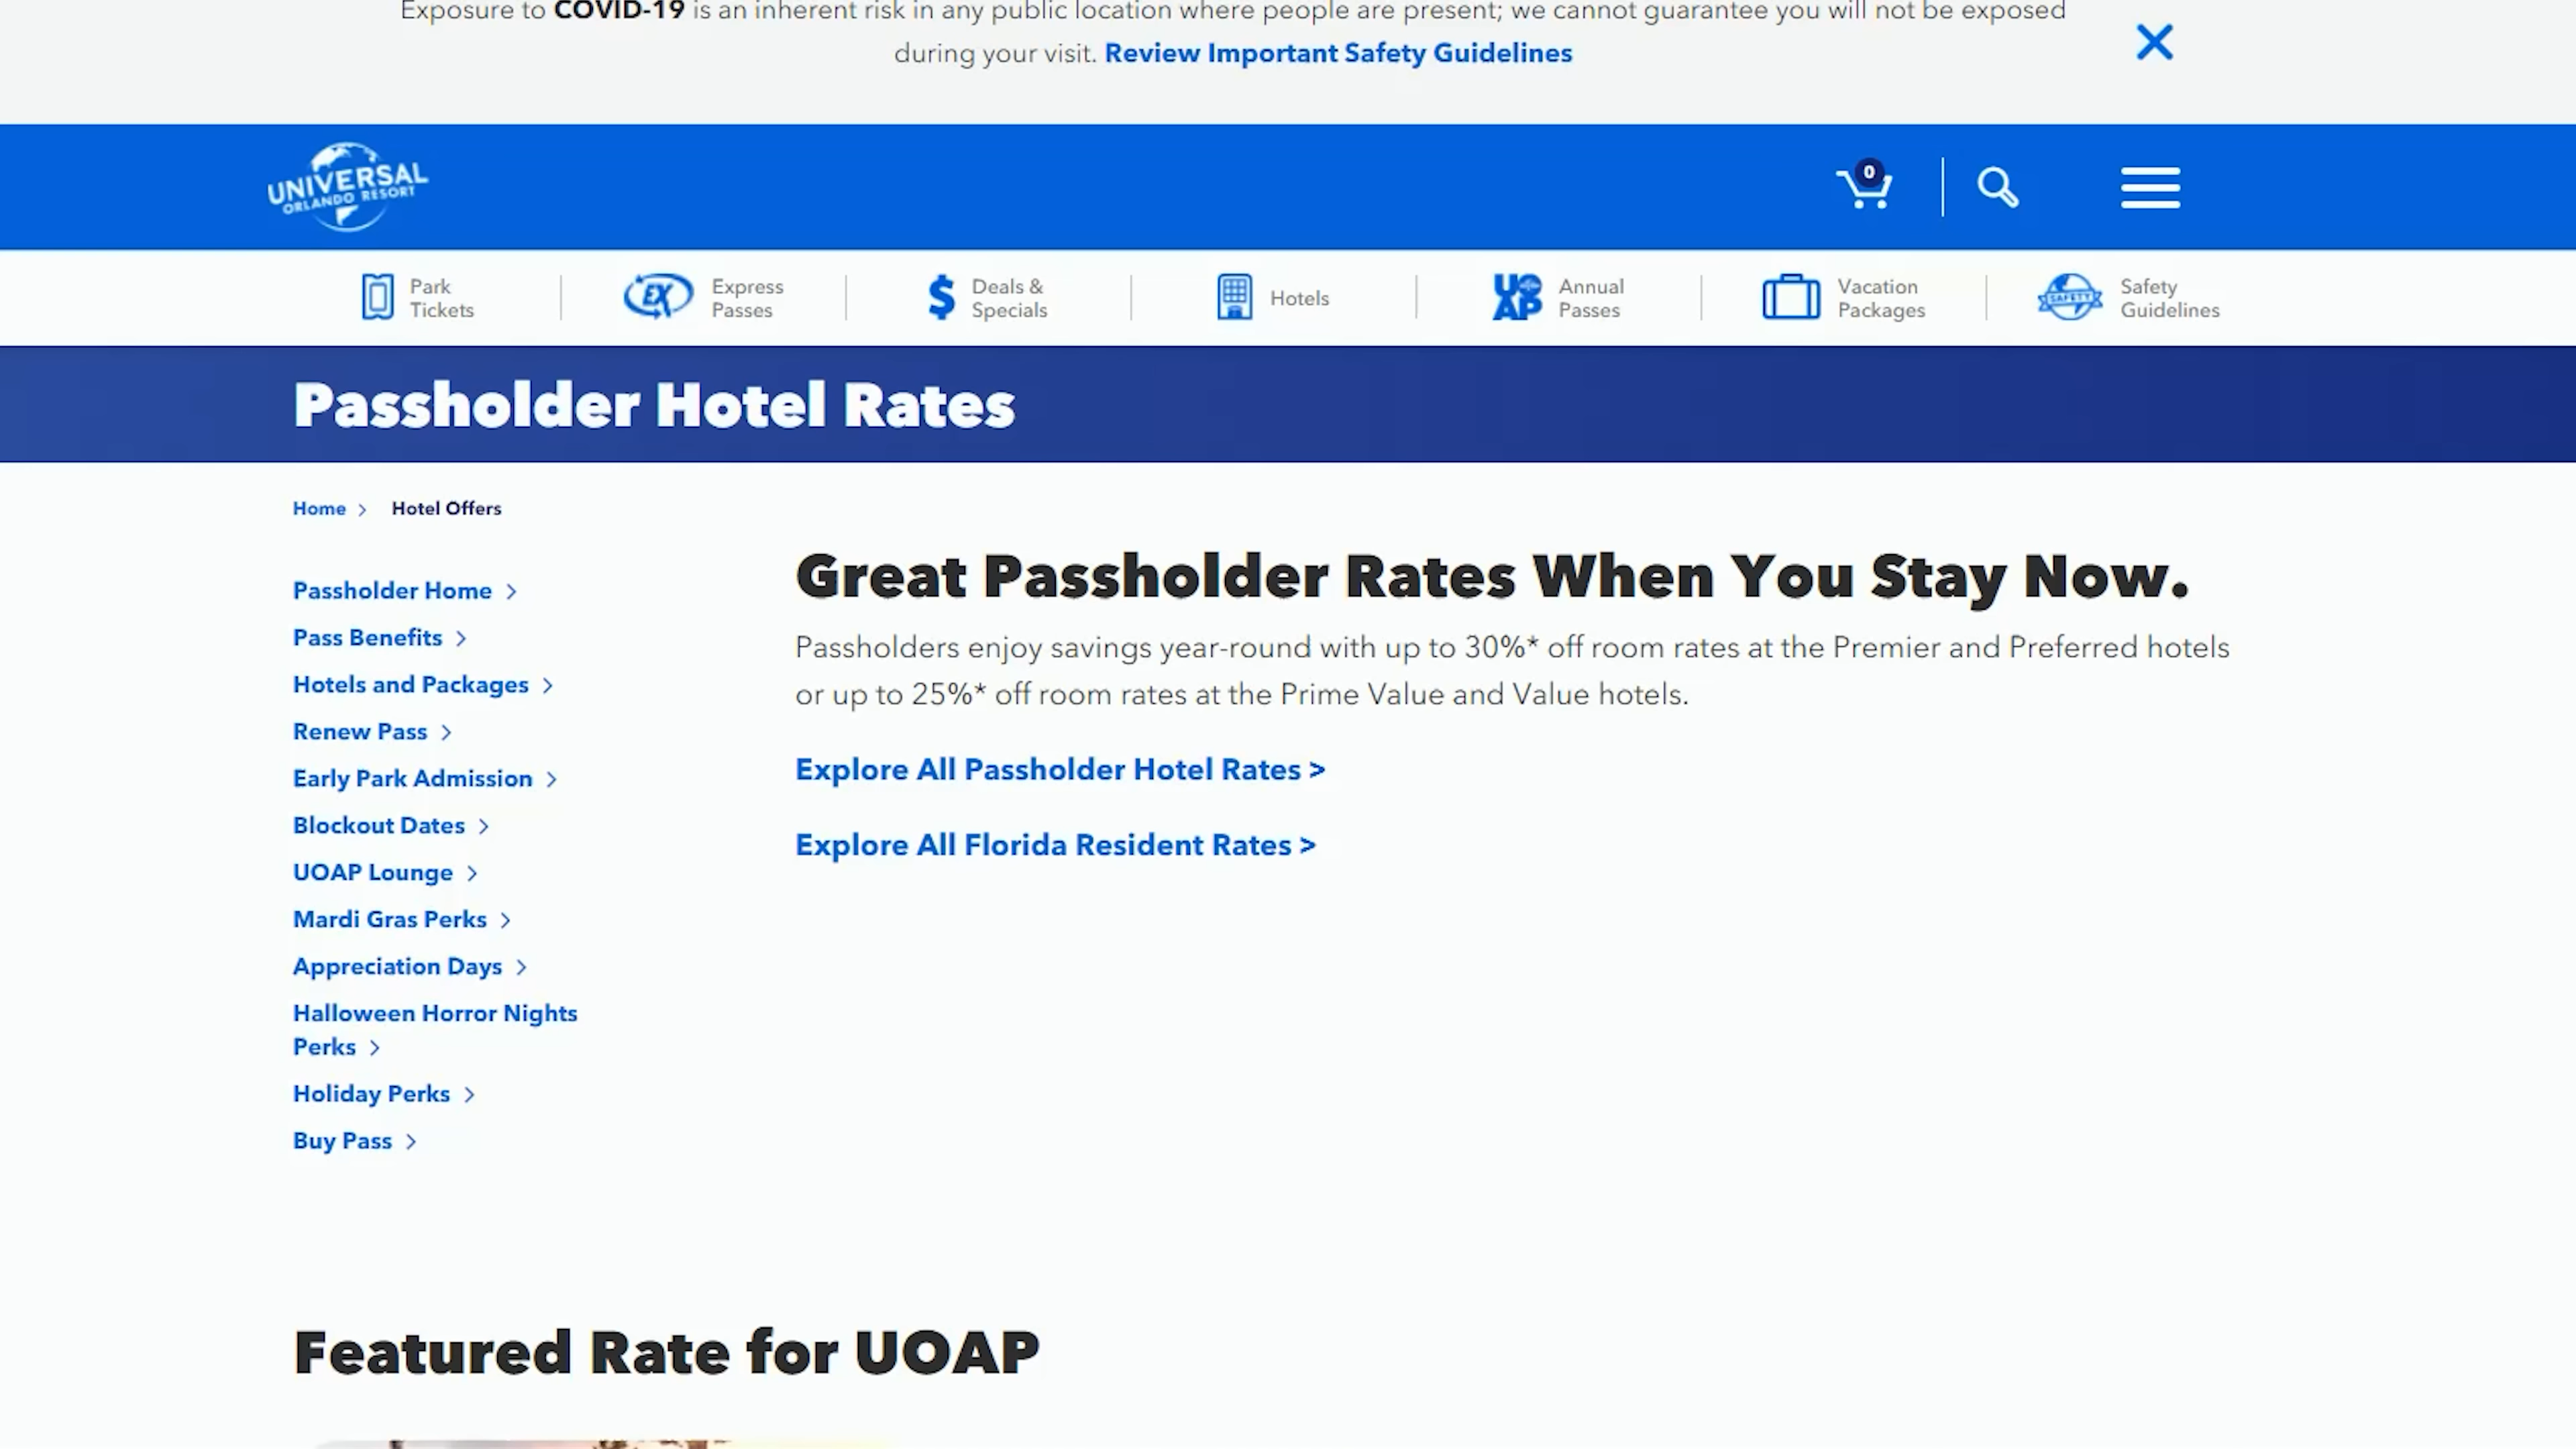 Exposure to COVID-19 is an inherent risk in any public location where people are present; we cannot guarantee you will not be exposed
during your visit. Review Important Safety Guidelines
UNIVERSAL
ORLANDO RESORT
0
Park
Tickets
EX
Express
Passes
Deals &
Specials
Hotels
UO
AP
Annual
Passes
Vacation
Packages
SAFETY
Safety
Guidelines
Passholder Hotel Rates
Home > Hotel Offers
Passholder Home >
Pass Benefits >
Hotels and Packages >
Renew Pass >
Early Park Admission >
Blockout Dates >
UOAP Lounge >
Mardi Gras Perks >
Appreciation Days >
Halloween Horror Nights
Perks >
Holiday Perks >
Buy Pass >
Great Passholder Rates When You Stay Now.
Passholders enjoy savings year-round with up to 30%* off room rates at the Premier and Preferred hotels
or up to 25%* off room rates at the Prime Value and Value hotels.
Explore All Passholder Hotel Rates >
Explore All Florida Resident Rates >
Featured Rate for UOAP